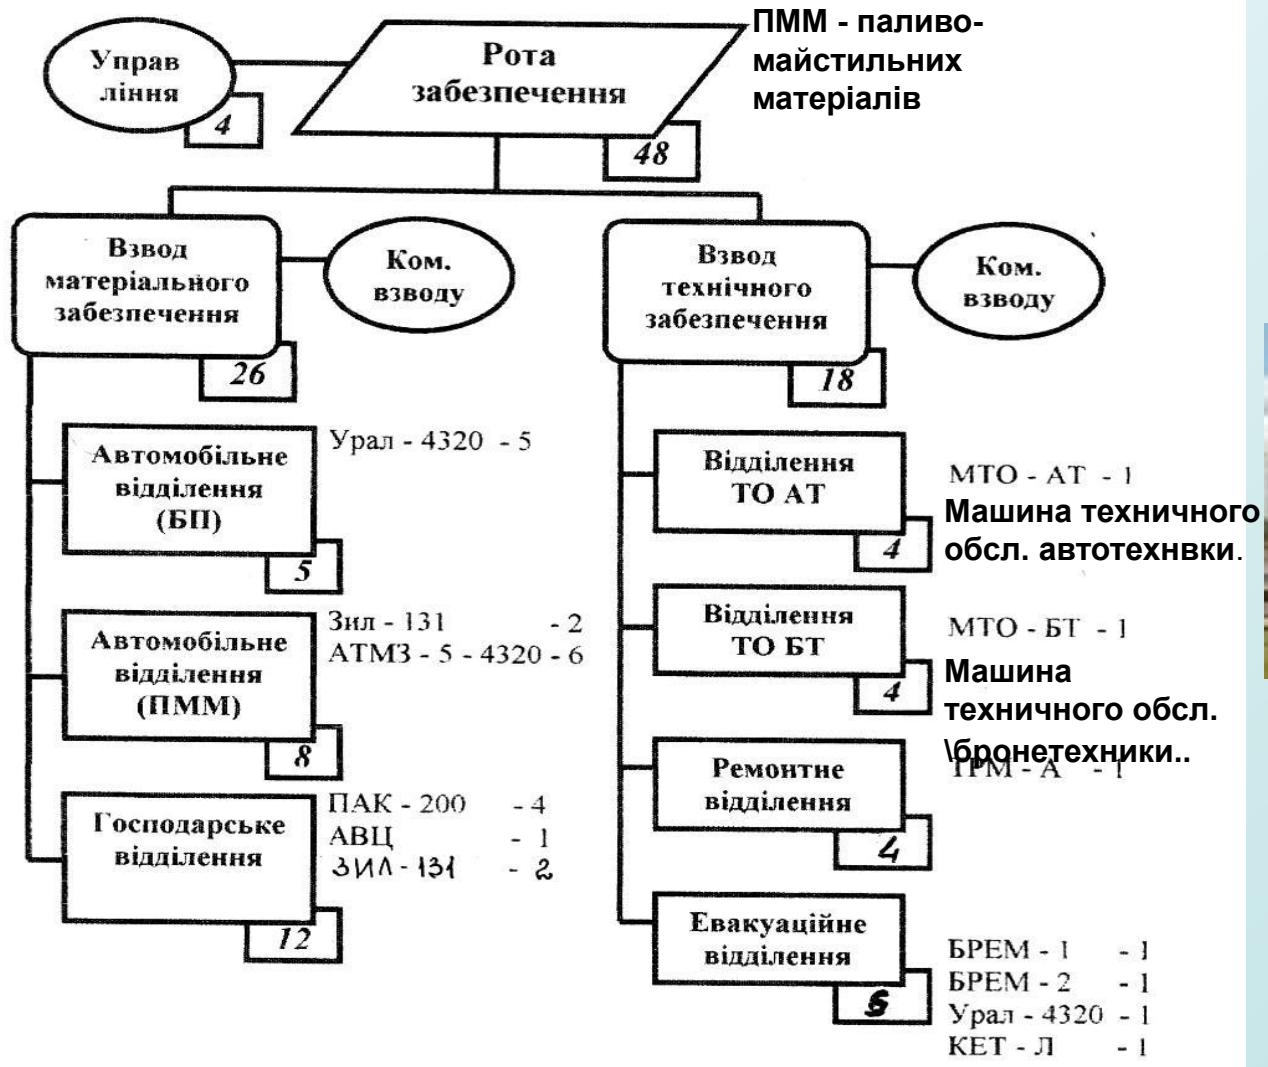 Управ
ління
4
Рота
забезпечення
48
ПММ - паливо-
майстильних
матеріалів
Взвод
матеріального
забезпечення
26
Ком.
взводу
Взвод
технічного
забезпечення
18
Ком.
взводу
Автомобільне
відділення
(БП)
5
Урал - 4320 - 5
Автомобільне
відділення
(ПММ)
8
Зил - 131 - 2
АТМЗ - 5 - 4320 - 6
Господарське
відділення
12
ПАК - 200 - 4
АВЦ - 1
ЗИЛ - 131 - 2
Відділення
ТО АТ
4
МТО - АТ - 1
Машина техничного
обсл. автотехнвки.
Відділення
ТО БТ
4
МТО - БТ - 1
Машина
техничного обсл.
\бронетехники..
Ремонтне
відділення
4
ТРМ - А - 1
Евакуаційне
відділення
5
БРЕМ - 1 - 1
БРЕМ - 2 - 1
Урал - 4320 - 1
КЕТ - Л - 1